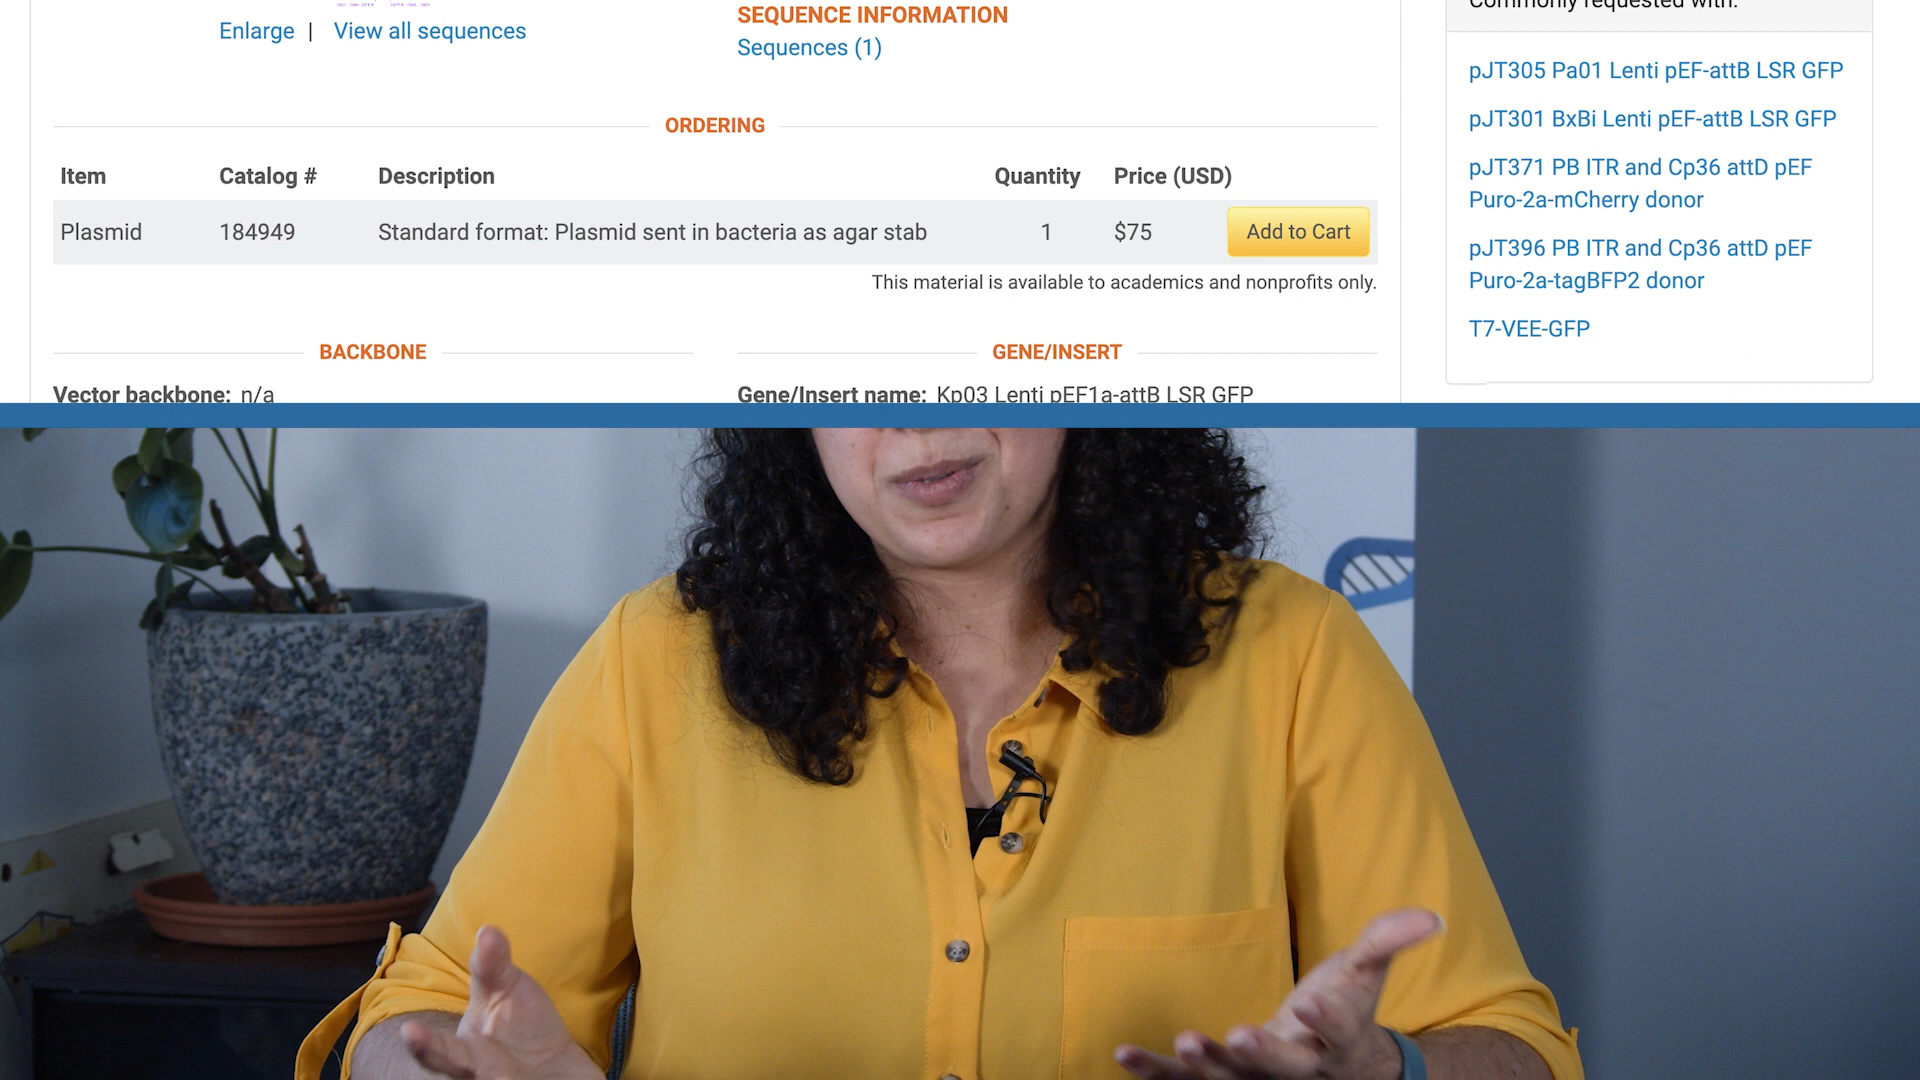 Enlarge | View all sequences
SEQUENCE INFORMATION
Sequences (1)
ORDERING
Item Catalog # Description Quantity Price (USD)
Plasmid 184949 Standard format: Plasmid sent in bacteria as agar stab 1 $75 Add to Cart
This material is available to academics and nonprofits only.
BACKBONE
Vector backbone: n/a
GENE/INSERT
Gene/Insert name: Kp03 Lenti pEF1a-attB LSR GFP
Commonly requested with:
pJT305 Pa01 Lenti pEF-attB LSR GFP
pJT301 BxBi Lenti pEF-attB LSR GFP
pJT371 PB ITR and Cp36 attD pEF
Puro-2a-mCherry donor
pJT396 PB ITR and Cp36 attD pEF
Puro-2a-tagBFP2 donor
T7-VEE-GFP